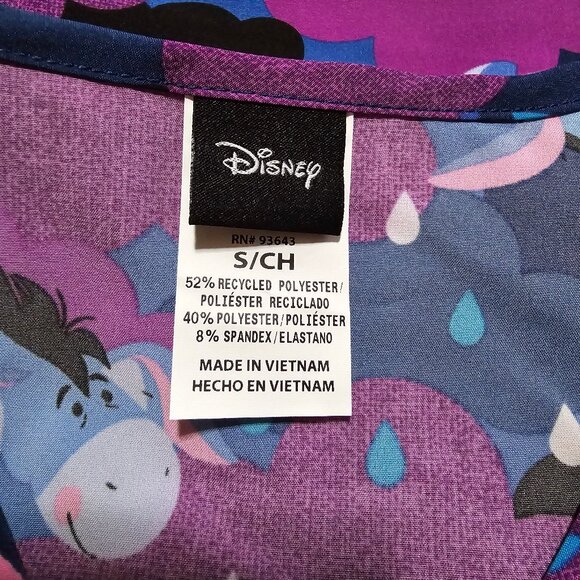 Disney
RN# 93643
S/CH
52% RECYCLED POLYESTER/
POLIÉSTER RECICLADO
40% POLYESTER/POLIÉSTER
8% SPANDEX/ELASTANO
MADE IN VIETNAM
HECHO EN VIETNAM